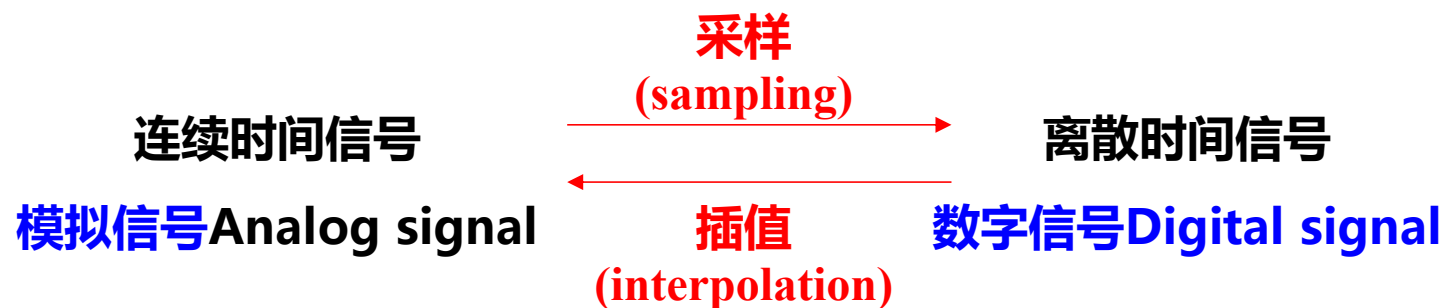 采样
(sampling)
连续时间信号
离散时间信号
模拟信号Analog signal
插值
数字信号Digital signal
(interpolation)